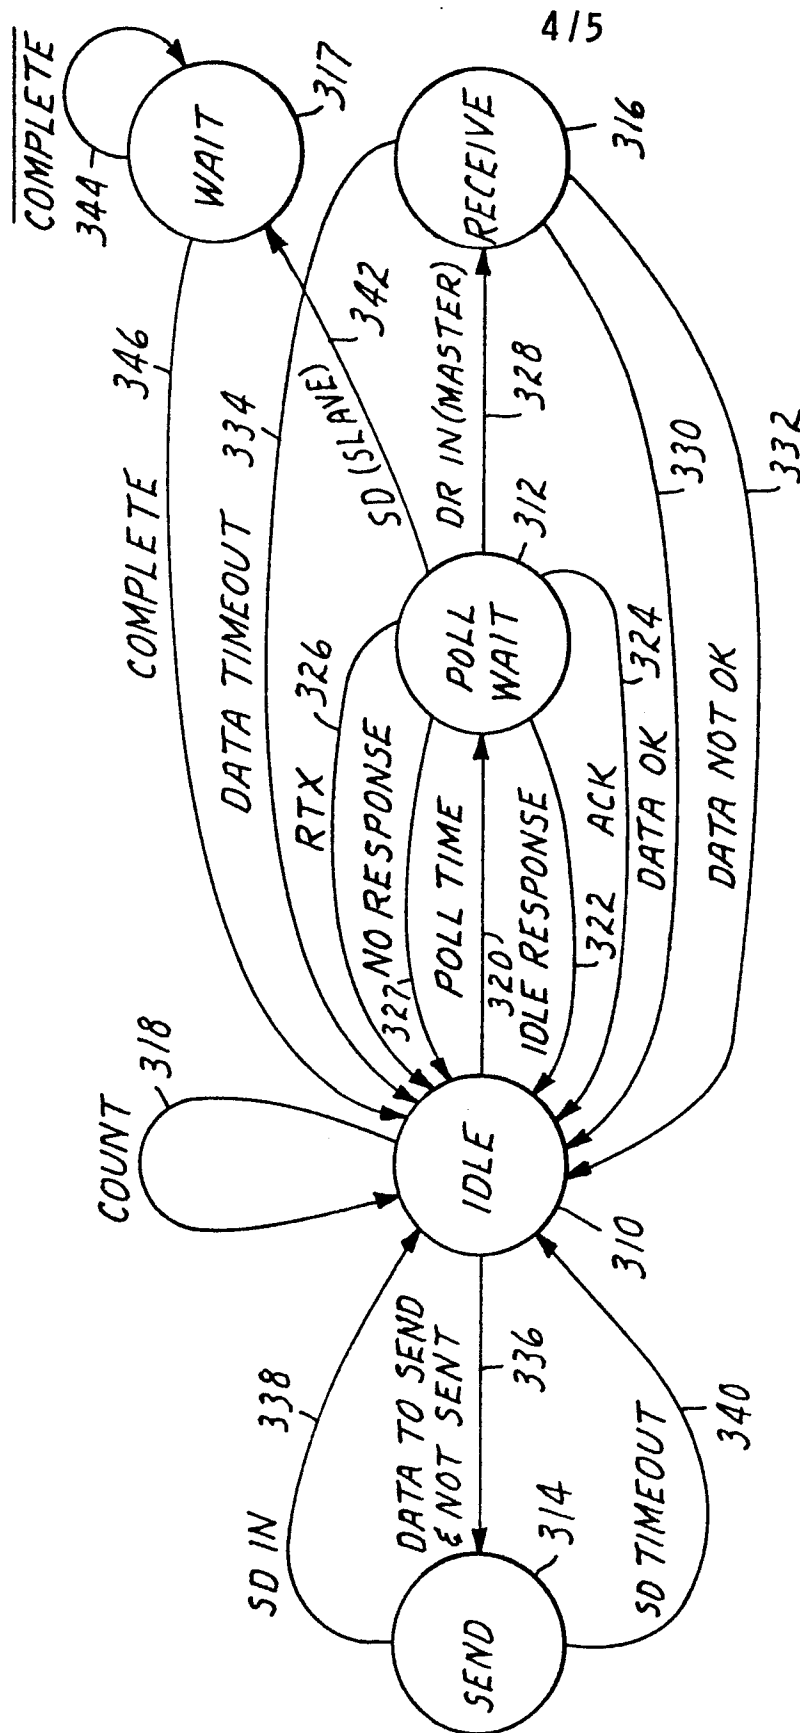 4/5
COMPLETE
344
WAIT
317
COMPLETE
346
DATA TIMEOUT
334
SD (SLAVE)
342
RECEIVE
316
DR IN (MASTER)
328
RTX
326
NO RESPONSE
327
POLL TIME
320
IDLE RESPONSE
322
POLL
WAIT
312
ACK
324
DATA OK
330
DATA NOT OK
332
COUNT
318
IDLE
310
SD IN
338
DATA TO SEND
& NOT SENT
336
SEND
314
SD TIMEOUT
340